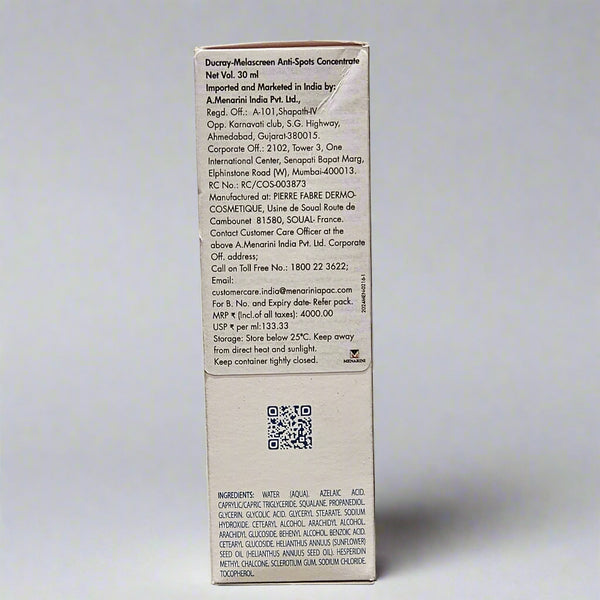 Ducray-Melascreen Anti-Spots Concentrate
Net Vol. 30 ml
Imported and Marketed in India by:
A.Menarini India Pvt. Ltd.,
Regd. Off.: A-101,Shapath-IV
Opp. Karnavati club, S.G. Highway,
Ahmedabad, Gujarat-380015.
Corporate Off.: 2102, Tower 3, One
International Center, Senapati Bapat Marg,
Elphinstone Road (W), Mumbai-400013.
RC No.: RC/COS-003873
Manufactured at: PIERRE FABRE DERMO-
COSMETIQUE, Usine de Soual Route de
Cambounet 81580, SOUAL- France.
Contact Customer Care Officer at the
above A.Menarini India Pvt. Ltd. Corporate
Off. address;
Call on Toll Free No.: 1800 22 3622;
Email:
customercare.india@menariniapac.com
For B. No. and Expiry date- Refer pack.
MRP ₹ (Incl.of all taxes): 4000.00
USP ₹ per ml:133.33
Storage: Store below 25°C. Keep away
from direct heat and sunlight.
Keep container tightly closed.
MENARINI
INGREDIENTS: WATER (AQUA). AZELAIC ACID.
CAPRYLIC/CAPRIC TRIGLYCERIDE. SQUALANE. PROPANEDIOL.
GLYCERIN. GLYCOLIC ACID. GLYCERYL STEARATE. SODIUM
HYDROXIDE. CETEARYL ALCOHOL. ARACHIDYL ALCOHOL.
ARACHIDYL GLUCOSIDE. BEHENYL ALCOHOL. BENZOIC ACID.
CETEARYL GLUCOSIDE. HELIANTHUS ANNUUS (SUNFLOWER)
SEED OIL (HELIANTHUS ANNUUS SEED OIL). HESPERIDIN
METHYL CHALCONE. SCLEROTIUM GUM. SODIUM CHLORIDE.
TOCOPHEROL.